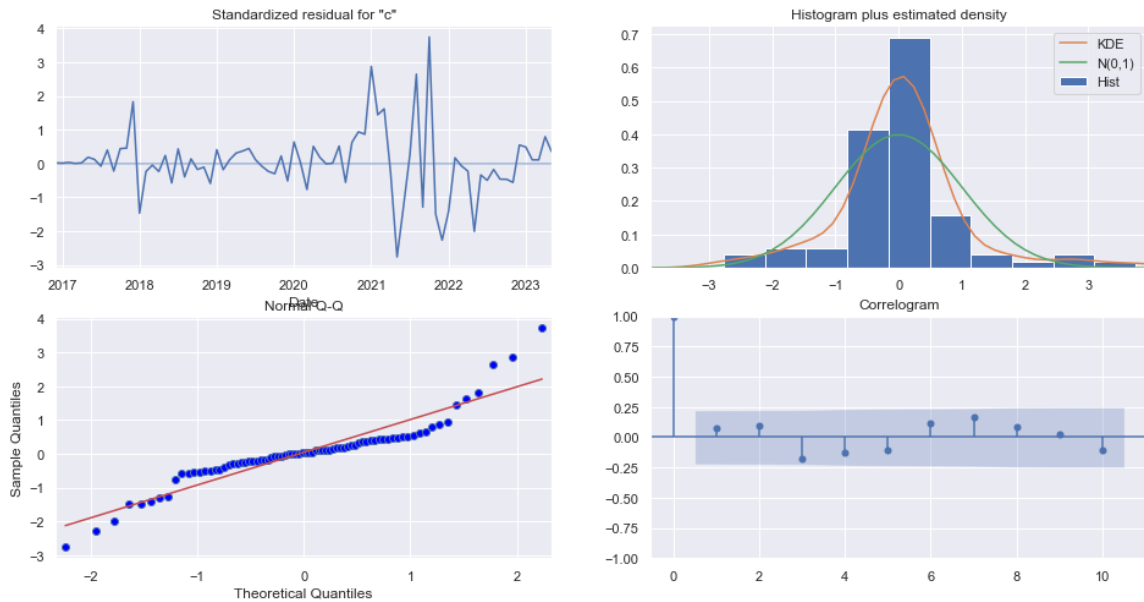 Standardized residual for "c"
4
3
2
1
0
−1
−2
−3
2017 2018 2019 2020 2021 2022 2023
Date
Histogram plus estimated density
0.7
0.6
0.5
0.4
0.3
0.2
0.1
0.0
KDE
N(0,1)
Hist
−3 −2 −1 0 1 2 3
Normal Q-Q
Sample Quantiles
4
3
2
1
0
−1
−2
−3
−2 −1 0 1 2
Theoretical Quantiles
Correlogram
1.00
0.75
0.50
0.25
0.00
−0.25
−0.50
−0.75
−1.00
0 2 4 6 8 10